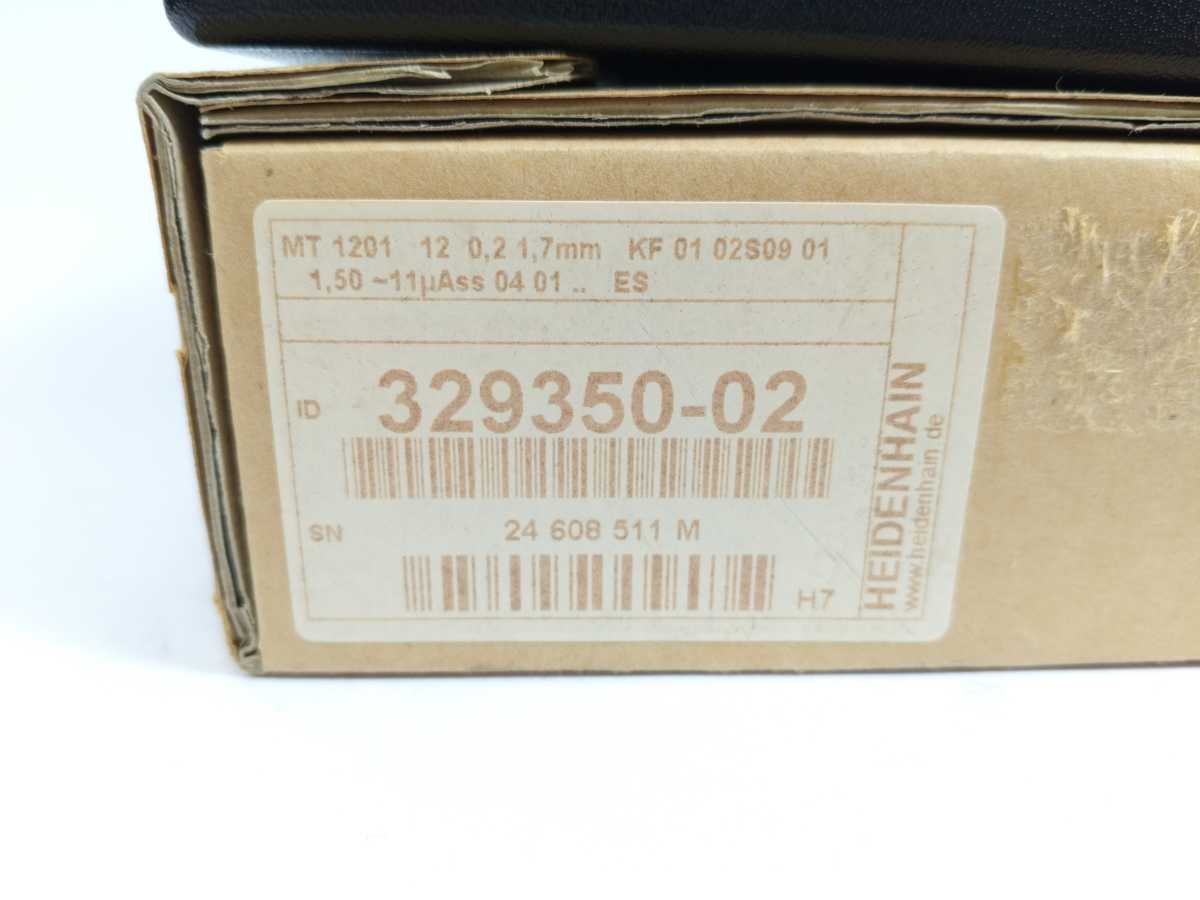 MT 1201 12 0,2 1,7mm KF 01 02S09 01
1,50 ~11µAss 04 01 .. ES
ID 329350-02
SN 24 608 511 M
H7
HEIDENHAIN
www.heidenhain.de